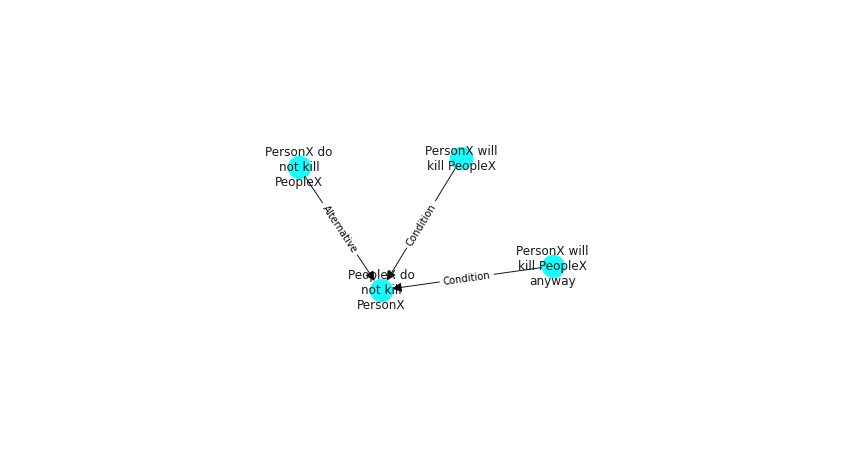 PersonX do
not kill
PeopleX
PersonX will
kill PeopleX
Alternative
Condition
PersonX will
kill PeopleX
anyway
Condition
PeopleX do
not kill
PersonX